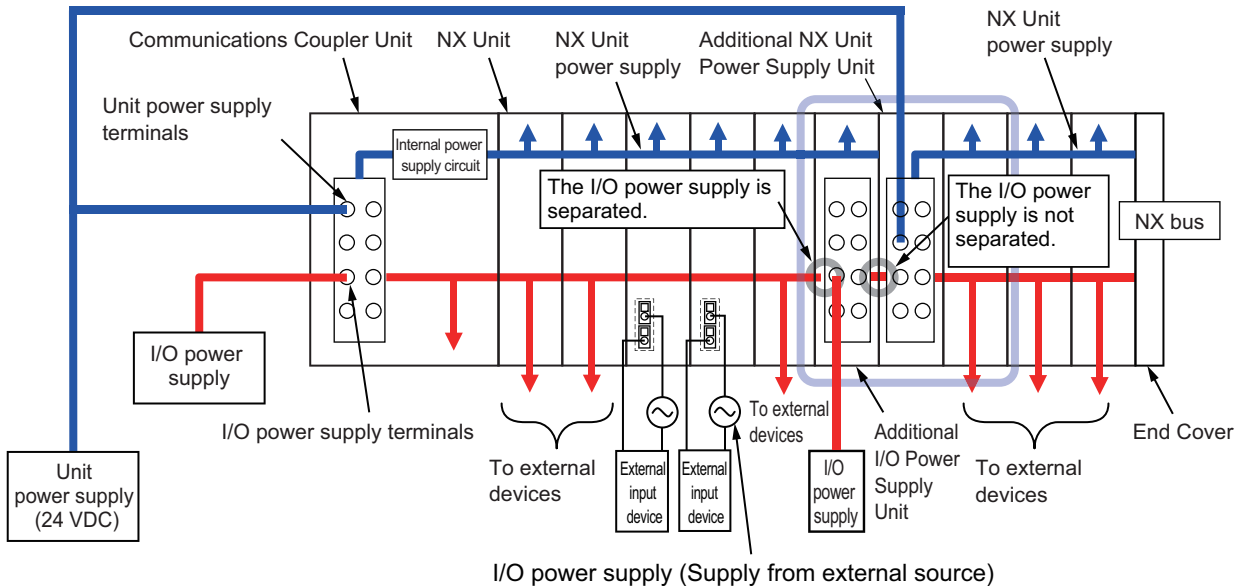 Communications Coupler Unit
NX Unit
NX Unit
power supply
Additional NX Unit
Power Supply Unit
NX Unit
power supply
Unit power supply
terminals
Internal power
supply circuit
The I/O power supply is
separated.
The I/O power
supply is not
separated.
NX bus
I/O power
supply
I/O power supply terminals
To external
devices
External
input
device
External
input
device
To external
devices
I/O
power
supply
Additional
I/O Power
Supply
Unit
To external
devices
End Cover
Unit
power supply
(24 VDC)
I/O power supply (Supply from external source)